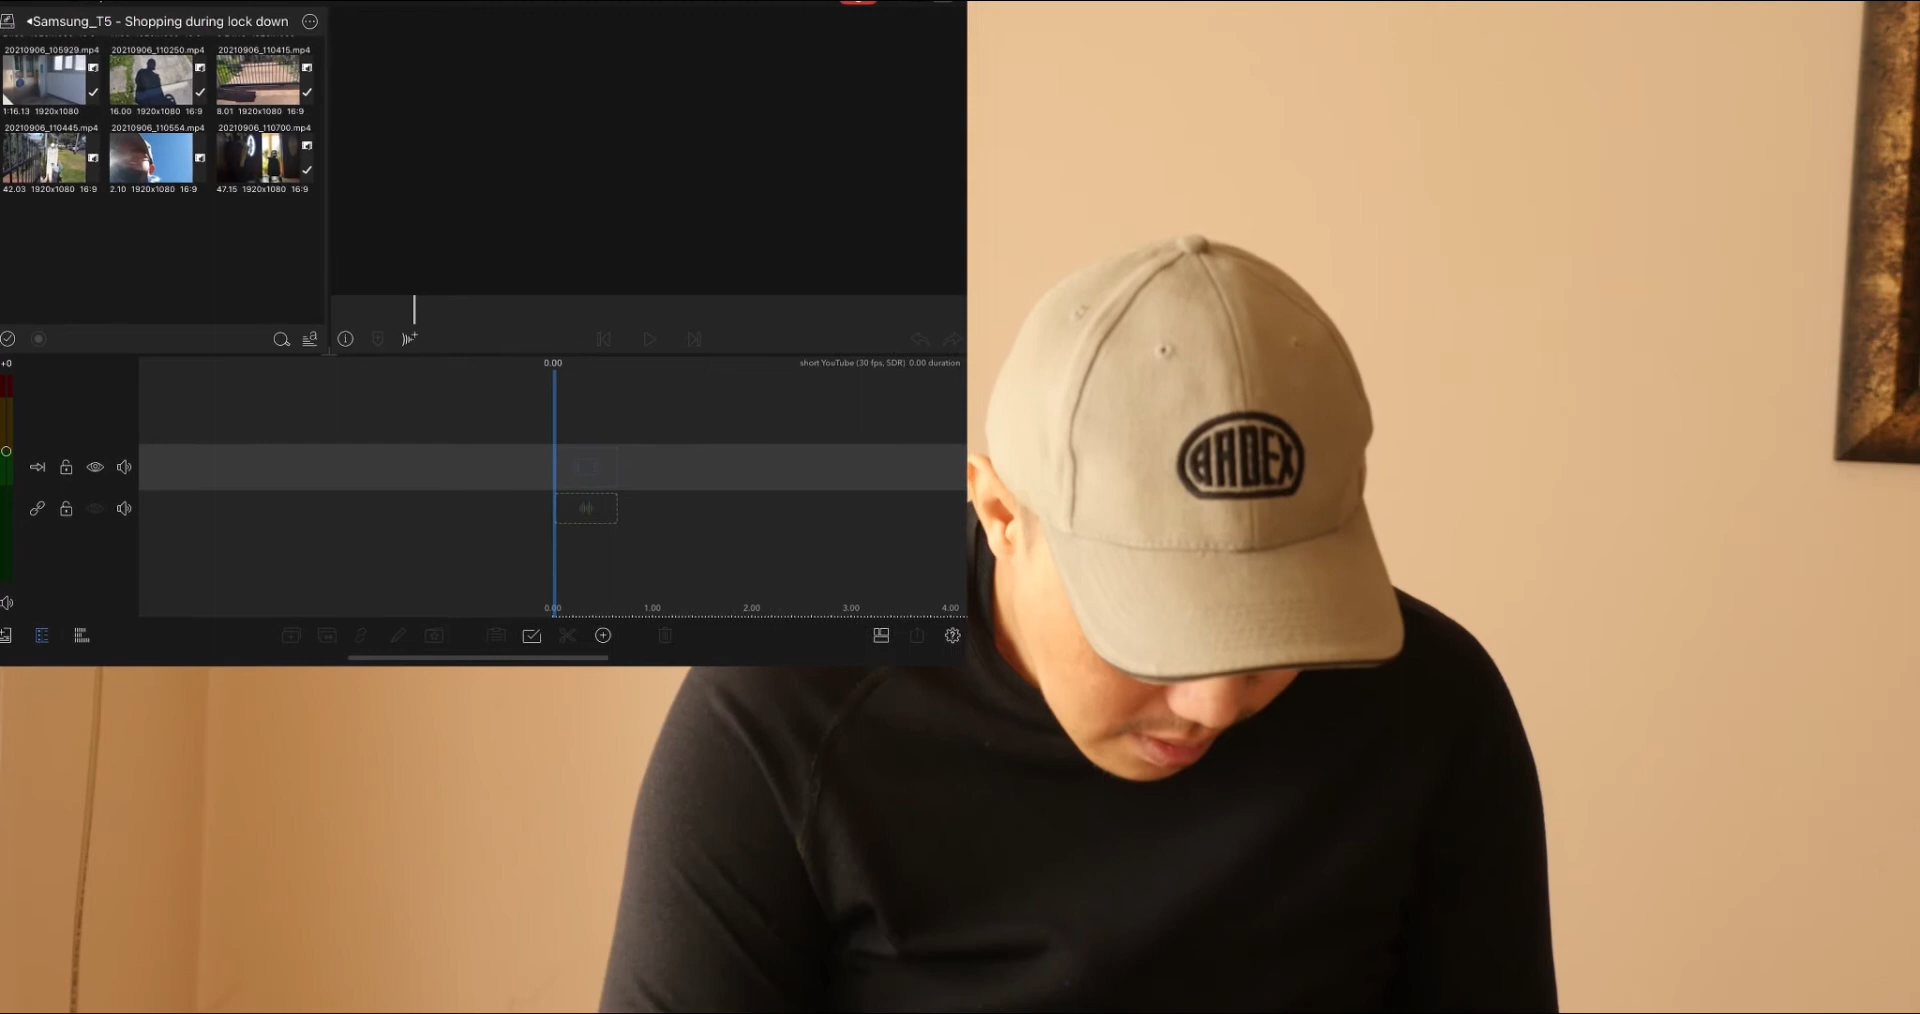 ◂Samsung_T5 - Shopping during lock down
20210906_105929.mp4 20210906_110250.mp4 20210906_110415.mp4
1:16.13 1920x1080 16.00 1920x1080 16:9 8.01 1920x1080 16:9
20210906_110445.mp4 20210906_110554.mp4 20210906_110700.mp4
42.03 1920x1080 16:9 2.10 1920x1080 16:9 47.15 1920x1080 16:9
+0
0.00
short YouTube (30 fps, SDR) 0.00 duration
0.00 1.00 2.00 3.00 4.00
ARDEX